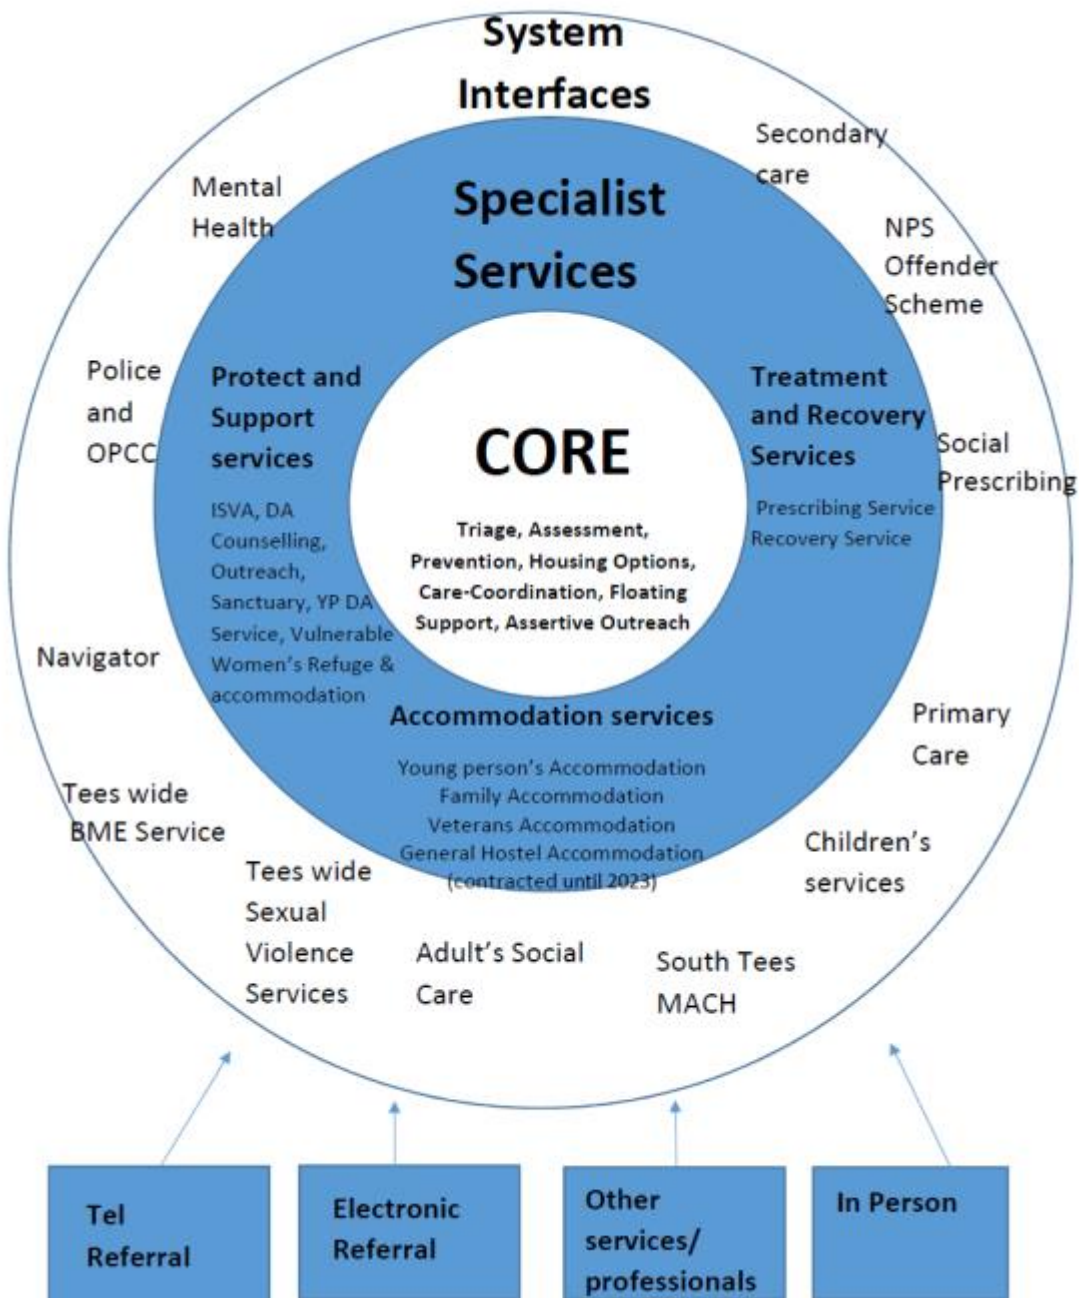 System
Interfaces
Secondary
care
Mental
Health
Specialist
Services
NPS
Offender
Scheme
Police
and
OPCC
Protect and
Support
services
ISVA, DA
Counselling,
Outreach,
Sanctuary, YP DA
Service, Vulnerable
Women's Refuge &
accommodation
CORE
Triage, Assessment,
Prevention, Housing Options,
Care-Coordination, Floating
Support, Assertive Outreach
Treatment
and Recovery
Services
Prescribing Service
Recovery Service
Social
Prescribing
Navigator
Accommodation services
Young person's Accommodation
Family Accommodation
Veterans Accommodation
General Hostel Accommodation
(contracted until 2023)
Primary
Care
Tees wide
BME Service
Children's
services
Tees wide
Sexual
Violence
Services
Adult's Social
Care
South Tees
MACH
Tel
Referral
Electronic
Referral
Other
services/
professionals
In Person